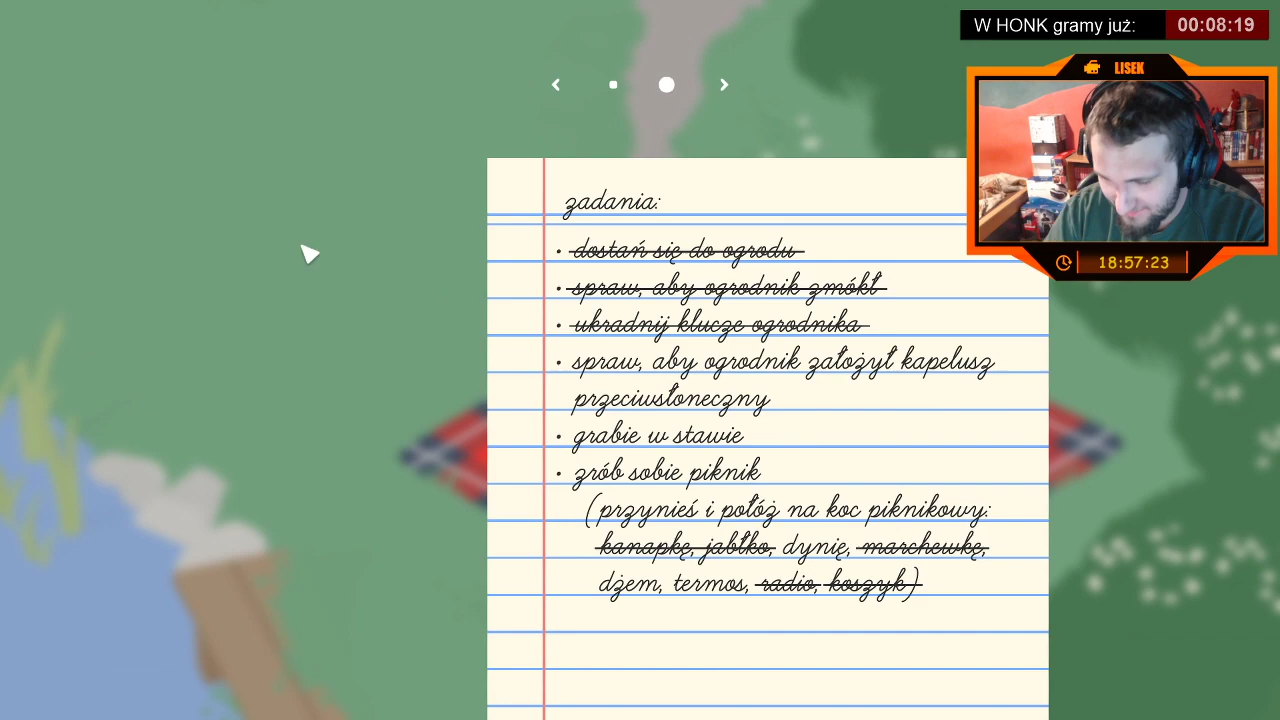 W HONK gramy już: 00:08:19
LISEK
18:57:23
zadania:
• dostań się do ogrodu
• spraw, aby ogrodnik zmókł
• ukradnij klucze ogrodnika
• spraw, aby ogrodnik założył kapelusz
przeciwsłoneczny
• grabie w stawie
• zrób sobie piknik
(przynieś i połóż na koc piknikowy:
kanapkę, jabłko, dynię, marchewkę,
dżem, termos, radio, koszyk)